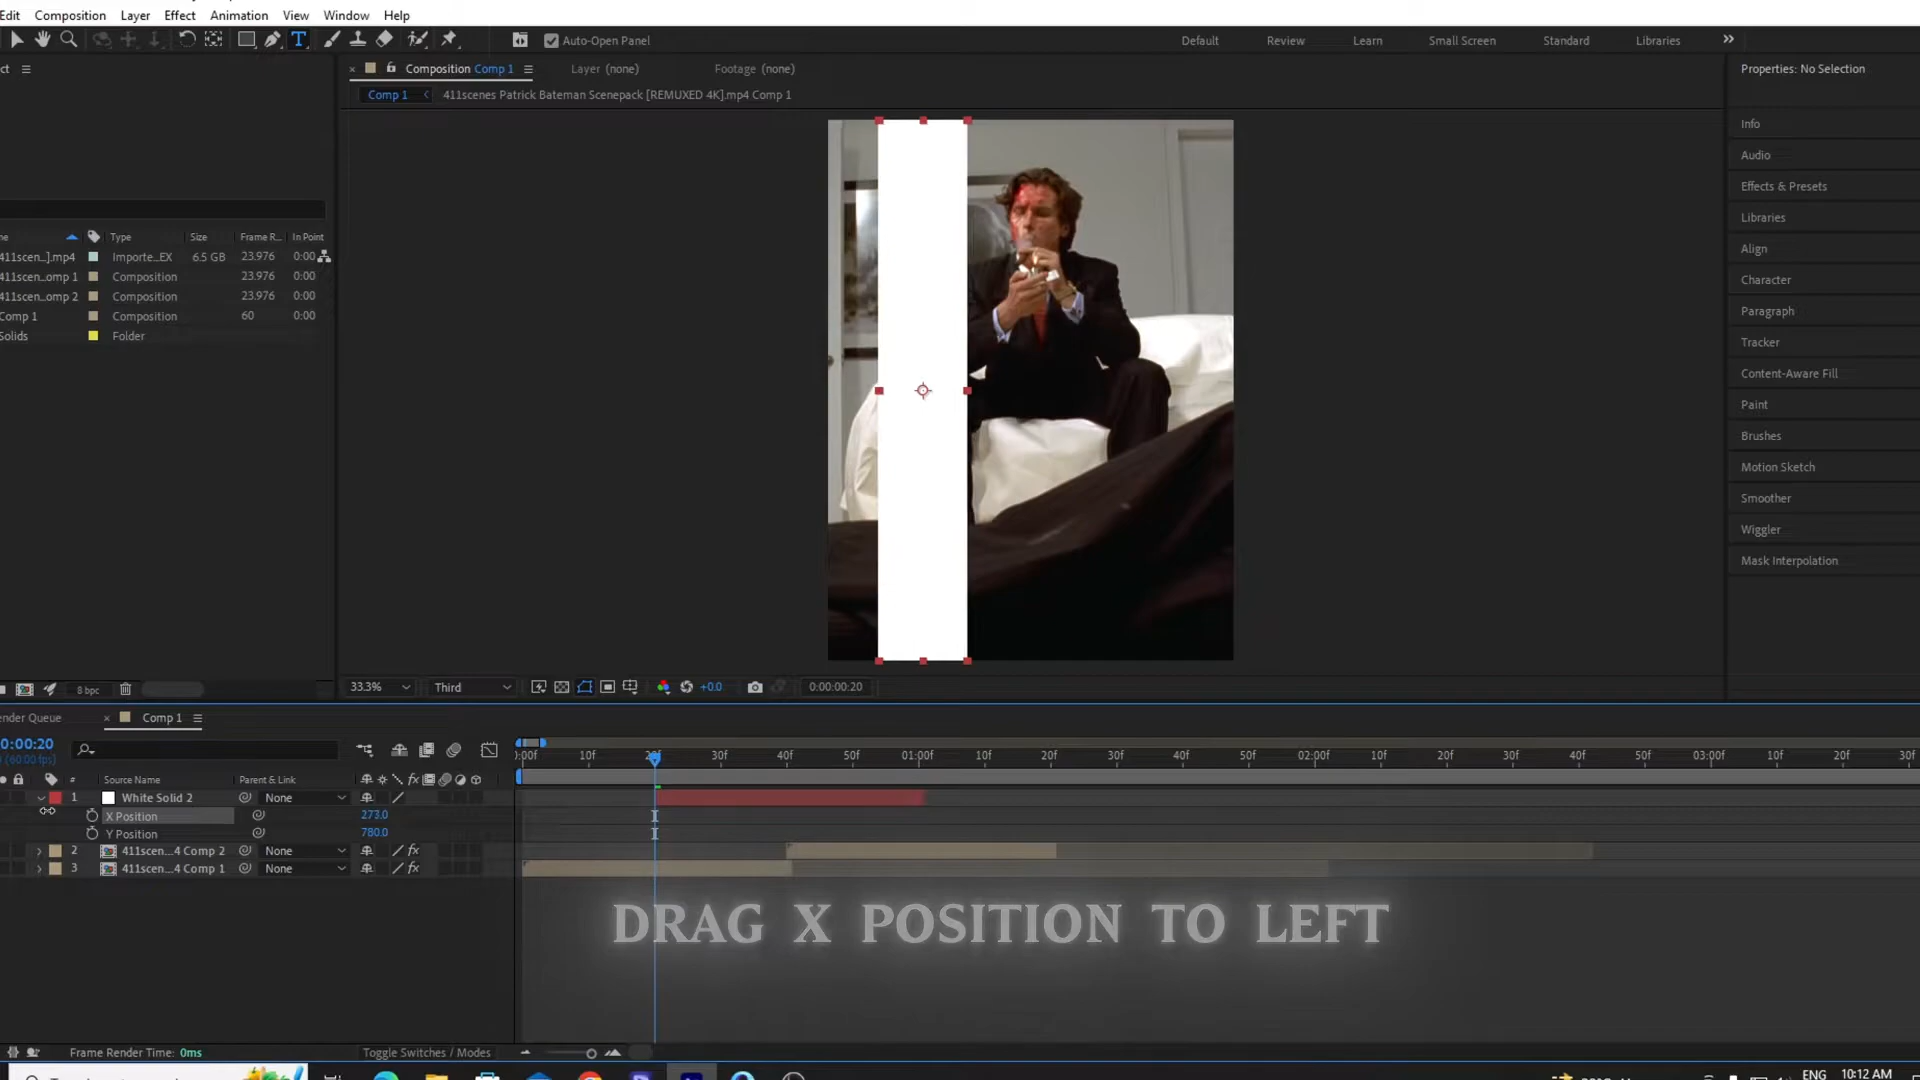 Edit Composition Layer Effect Animation View Window Help
Auto-Open Panel
Default Review Learn Small Screen Standard Libraries
ct
Composition Comp 1
Layer (none)
Footage (none)
Properties: No Selection
Comp 1
411scenes Patrick Bateman Scenepack [REMUXED 4K].mp4 Comp 1
Info
Audio
Effects & Presets
Libraries
Align
Character
Paragraph
Tracker
Content-Aware Fill
Paint
Brushes
Motion Sketch
Smoother
Wiggler
Mask Interpolation
me Type Size Frame R... In Point
411scen...].mp4 Importe...EX 6.5 GB 23.976 0:00
411scen...omp 1 Composition 23.976 0:00
411scen...omp 2 Composition 23.976 0:00
Comp 1 Composition 60 0:00
Solids Folder
8 bpc
33.3% Third +0.0 0:00:00:20
ender Queue
Comp 1
0:00:20
(60.00 fps)
:00f 10f 20f 30f 40f 50f 01:00f 10f 20f 30f 40f 50f 02:00f 10f 20f 30f 40f 50f 03:00f 10f 20f 30f
# Source Name Parent & Link
1 White Solid 2 None
X Position 273.0
Y Position 780.0
2 411scen...4 Comp 2 None fx
3 411scen...4 Comp 1 None fx
DRAG X POSITION TO LEFT
Frame Render Time: 0ms
Toggle Switches / Modes
ENG 10:12 AM